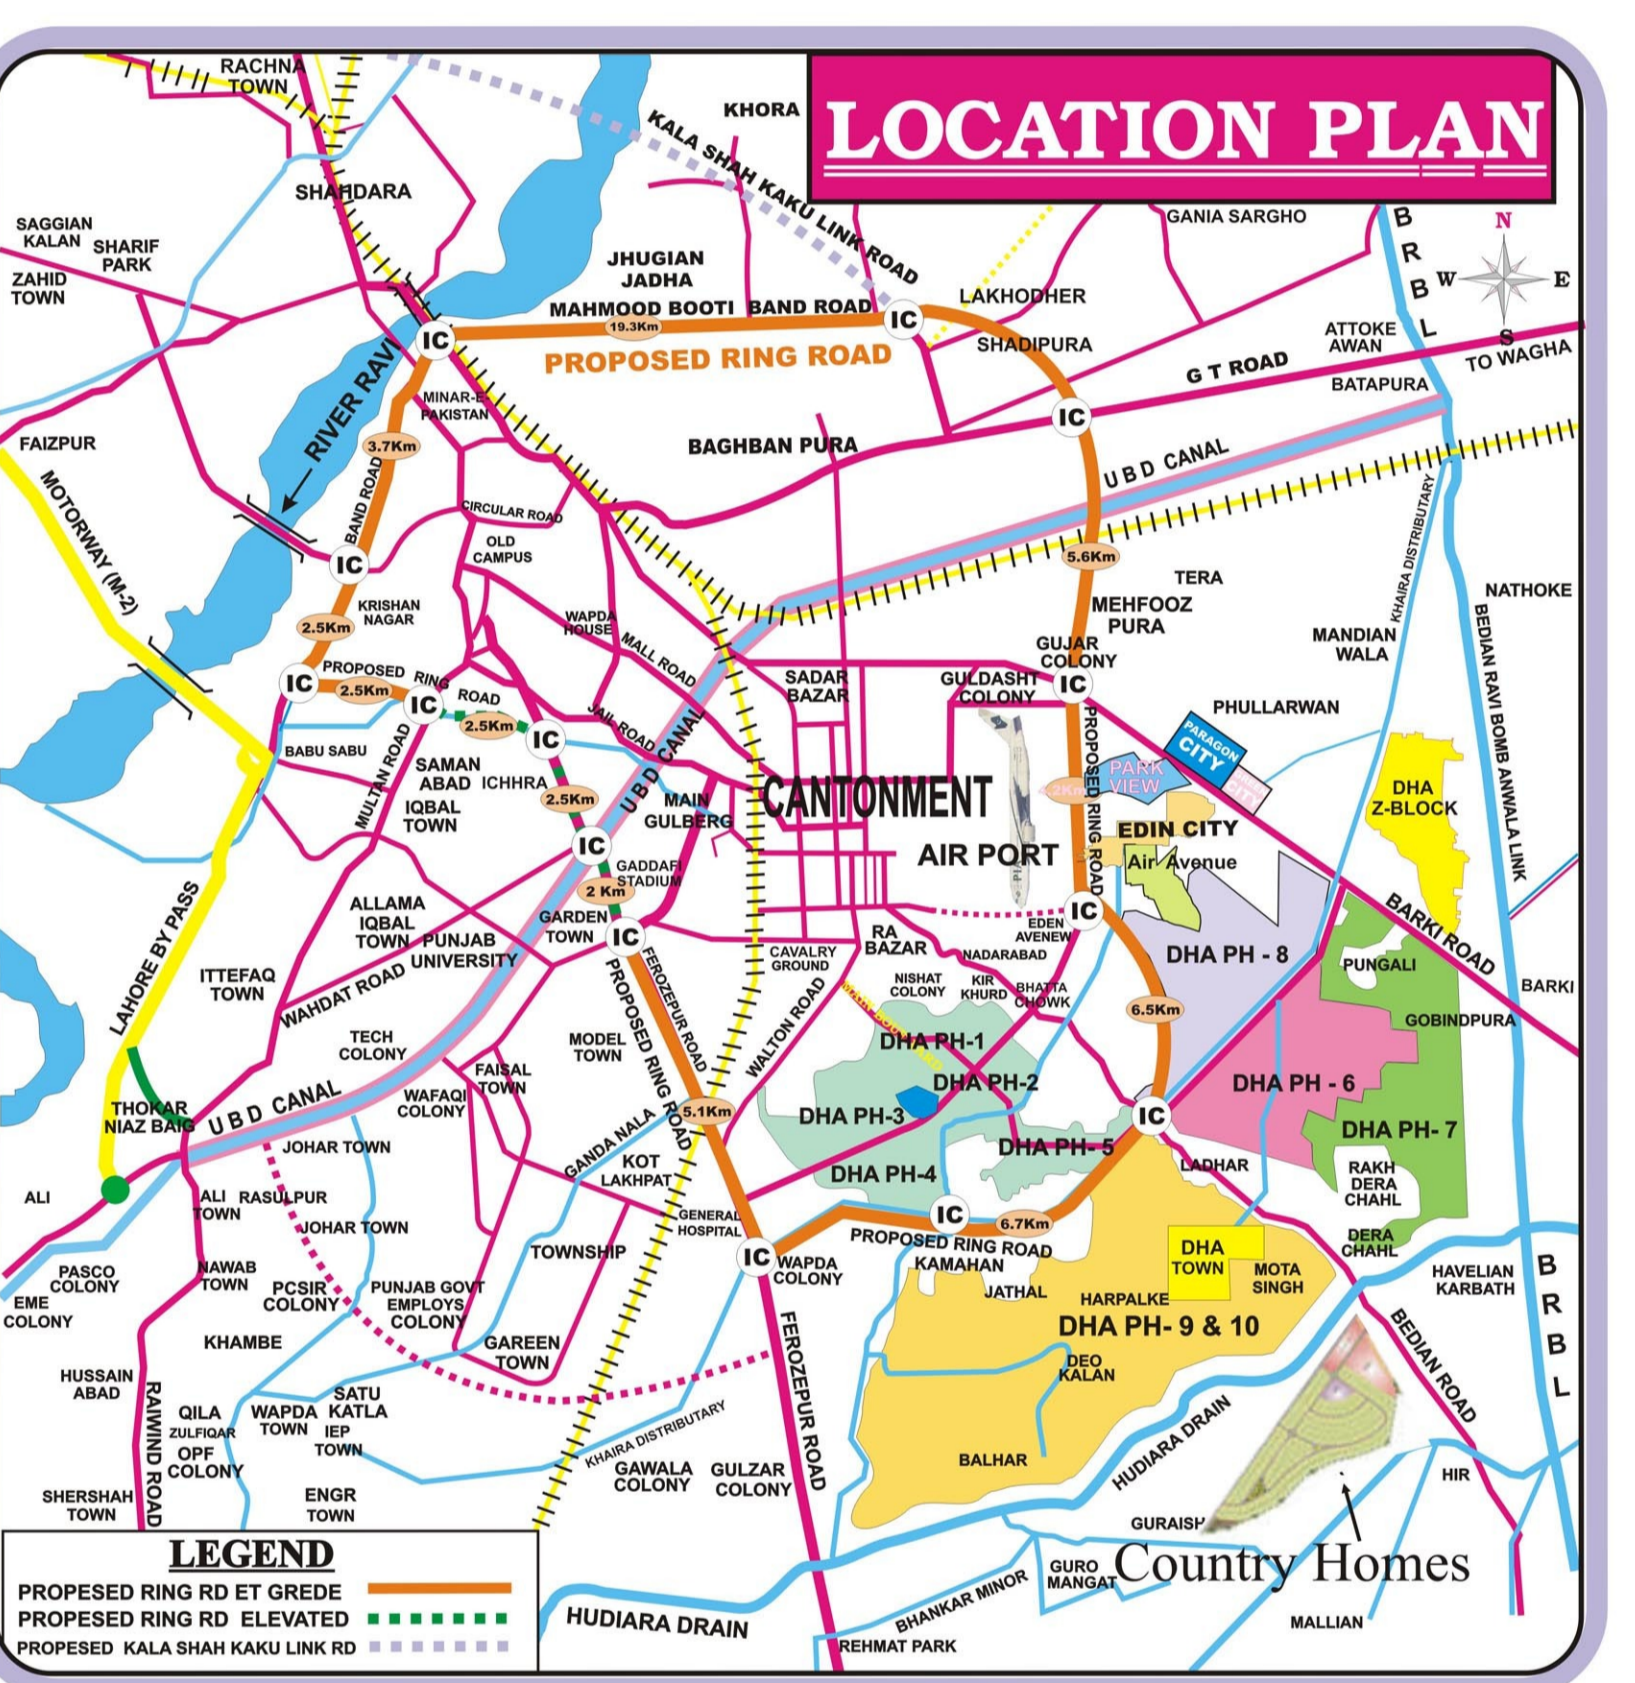 LOCATION PLAN
RACHNA
TOWN
KHORA
KALA SHAH KAKU LINK ROAD
SHAHDARA
SAGGIAN
KALAN
SHARIF
PARK
ZAHID
TOWN
GANIA SARGHO
B
R
B
L
N
W
E
S
JHUGIAN
JADHA
MAHMOOD BOOTI BAND ROAD
LAKHODHER
IC
IC
19.3Km
PROPOSED RING ROAD
SHADIPURA
ATTOKE
AWAN
TO WAGHA
G T ROAD
BATAPURA
RIVER RAVI
MINAR-E-
PAKISTAN
IC
FAIZPUR
3.7Km
BAGHBAN PURA
U B D CANAL
MOTORWAY (M-2)
BAND ROAD
CIRCULAR ROAD
KHAIRA DISTRIBUTARY
OLD
CAMPUS
IC
5.6Km
TERA
NATHOKE
KRISHAN
NAGAR
2.5Km
WAPDA
HOUSE
MEHFOOZ
PURA
MALL ROAD
MANDIAN
WALA
BEDIAN RAVI BOMB ANWALA LINK
GUJAR
COLONY
PROPOSED RING ROAD
IC
2.5Km
IC
SADAR
BAZAR
GULDASHT
COLONY
IC
PHULLARWAN
JAIL ROAD
2.5Km
IC
PROPOSED RING ROAD
PARAGON
CITY
CITY
BABU SABU
MULTAN ROAD
SAMAN
ABAD
ICHHRA
U B D CANAL
PARK
VIEW
DHA
Z-BLOCK
IQBAL
TOWN
2.5Km
MAIN
GULBERG
CANTONMENT
EDIN CITY
IC
AIR PORT
Air Avenue
GADDAFI
STADIUM
2 Km
LAHORE BY PASS
ALLAMA
IQBAL
TOWN
GARDEN
TOWN
IC
IC
EDEN
AVENEW
BARKI ROAD
PUNJAB
UNIVERSITY
RA
BAZAR
DHA PH - 8
PUNGALI
CAVALRY
GROUND
NADARABAD
ITTEFAQ
TOWN
WAHDAT ROAD
FEROZEPUR ROAD
PROPOSED RING ROAD
NISHAT
COLONY
KIR
KHURD
BHATTA
CHOWK
BARKI
WALTON ROAD
6.5Km
GOBINDPURA
TECH
COLONY
MODEL
TOWN
DHA PH-1
FAISAL
TOWN
DHA PH-2
DHA PH - 6
WAFAQI
COLONY
THOKAR
NIAZ BAIG
U B D CANAL
5.1Km
DHA PH-3
IC
DHA PH- 7
GANDA NALA
JOHAR TOWN
DHA PH- 5
KOT
LAKHPAT
DHA PH-4
LADHAR
RAKH
DERA
CHAHL
ALI
ALI
TOWN
RASULPUR
JOHAR TOWN
GENERAL
HOSPITAL
IC
6.7Km
DERA
CHAHL
TOWNSHIP
IC
PROPOSED RING ROAD
WAPDA
COLONY
KAMAHAN
DHA
TOWN
PASCO
COLONY
NAWAB
TOWN
PCSIR
COLONY
PUNJAB GOVT
EMPLOYS
COLONY
JATHAL
HARPALKE
MOTA
SINGH
HAVELIAN
KARBATH
B
R
B
L
EME
COLONY
KHAMBE
DHA PH- 9 & 10
GAREEN
TOWN
DEO
KALAN
BEDIAN ROAD
HUSSAIN
ABAD
RAIWIND ROAD
SATU
KATLA
FEROZEPUR ROAD
QILA
ZULFIQAR
OPF
COLONY
WAPDA
TOWN
IEP
TOWN
KHAIRA DISTRIBUTARY
HUDIARA DRAIN
BALHAR
GAWALA
COLONY
GULZAR
COLONY
HIR
SHERSHAH
TOWN
ENGR
TOWN
GURAISH
Country Homes
LEGEND
PROPESED RING RD ET GREDE
PROPESED RING RD ELEVATED
PROPESED KALA SHAH KAKU LINK RD
HUDIARA DRAIN
BHANKAR MINOR
GURO
MANGAT
MALLIAN
REHMAT PARK